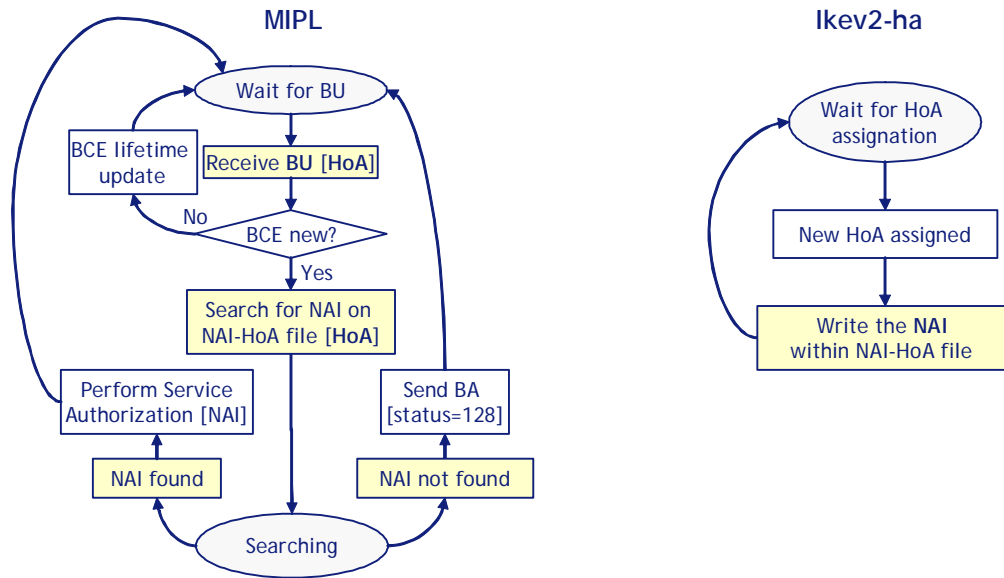 MIPL
Wait for BU
BCE lifetime
update
Receive BU [HoA]
No
BCE new?
Yes
Search for NAI on
NAI-HoA file [HoA]
Perform Service
Authorization [NAI]
Send BA
[status=128]
NAI found
NAI not found
Searching
Ikev2-ha
Wait for HoA
assignation
New HoA assigned
Write the NAI
within NAI-HoA file